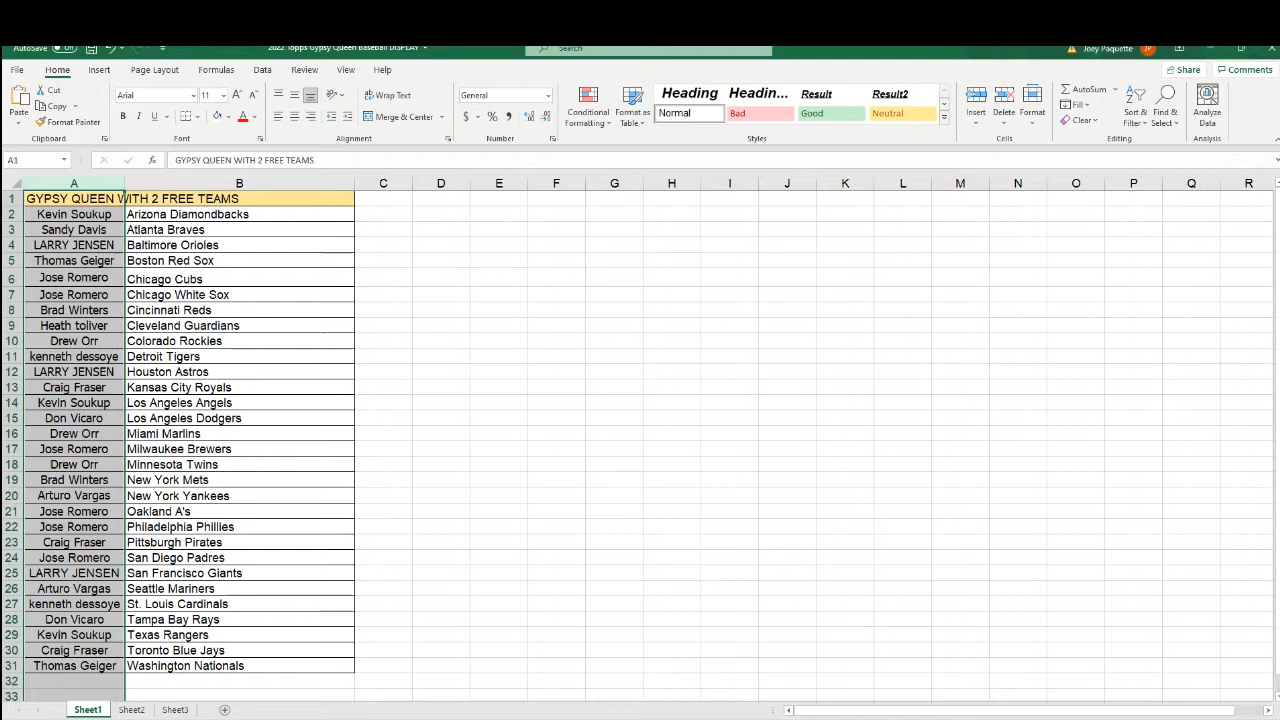 AutoSave Off 2022 Topps Gypsy Queen Baseball DISPLAY Search Joey Paquette JP
File Home Insert Page Layout Formulas Data Review View Help Share Comments
Paste Cut Copy Format Painter Clipboard
Arial 11 A A B I U A Font
Wrap Text Merge & Center Alignment
General $ % Number
Conditional Formatting Format as Table
Heading Headin... Result Result2
Normal Bad Good Neutral Styles
Insert Delete Format Cells
AutoSum Fill Clear Sort & Filter Find & Select Editing
Analyze Data Analysis
A1 fx GYPSY QUEEN WITH 2 FREE TEAMS
A B C D E F G H I J K L M N O P Q R
1 GYPSY QUEEN WITH 2 FREE TEAMS
2 Kevin Soukup Arizona Diamondbacks
3 Sandy Davis Atlanta Braves
4 LARRY JENSEN Baltimore Orioles
5 Thomas Geiger Boston Red Sox
6 Jose Romero Chicago Cubs
7 Jose Romero Chicago White Sox
8 Brad Winters Cincinnati Reds
9 Heath toliver Cleveland Guardians
10 Drew Orr Colorado Rockies
11 kenneth dessoye Detroit Tigers
12 LARRY JENSEN Houston Astros
13 Craig Fraser Kansas City Royals
14 Kevin Soukup Los Angeles Angels
15 Don Vicaro Los Angeles Dodgers
16 Drew Orr Miami Marlins
17 Jose Romero Milwaukee Brewers
18 Drew Orr Minnesota Twins
19 Brad Winters New York Mets
20 Arturo Vargas New York Yankees
21 Jose Romero Oakland A's
22 Jose Romero Philadelphia Phillies
23 Craig Fraser Pittsburgh Pirates
24 Jose Romero San Diego Padres
25 LARRY JENSEN San Francisco Giants
26 Arturo Vargas Seattle Mariners
27 kenneth dessoye St. Louis Cardinals
28 Don Vicaro Tampa Bay Rays
29 Kevin Soukup Texas Rangers
30 Craig Fraser Toronto Blue Jays
31 Thomas Geiger Washington Nationals
32
33
Sheet1 Sheet2 Sheet3